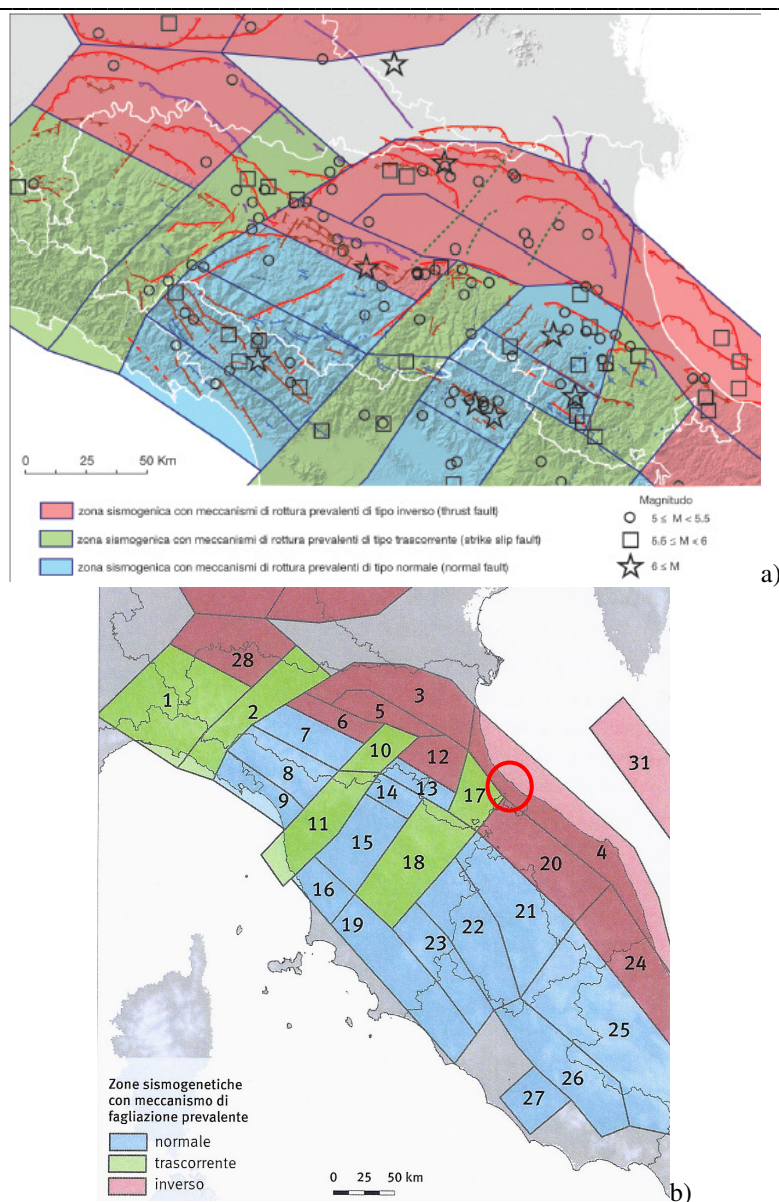 0 25 50 Km
zona sismogenica con meccanismi di rottura prevalenti di tipo inverso (thrust fault)
zona sismogenica con meccanismi di rottura prevalenti di tipo trascorrente (strike slip fault)
zona sismogenica con meccanismi di rottura prevalenti di tipo normale (normal fault)
Magnitudo
5 ≤ M < 5.5
5.5 ≤ M < 6
6 ≤ M
a)
28
1
2
3
5
6
7
10
12
8
9
14
13
17
31
11
15
18
20
4
16
19
22
21
23
24
25
26
27
Zone sismogenetiche
con meccanismo di
fagliazione prevalente
normale
trascorrente
inverso
0 25 50 km
b)